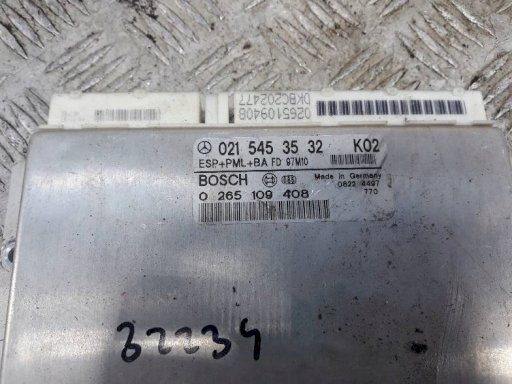 0265109408
DKBC202477
021 545 35 32 K02
ESP+PML+BA FD 97M10
BOSCH Made in Germany
0822 4497
0 265 109 408 770
32234